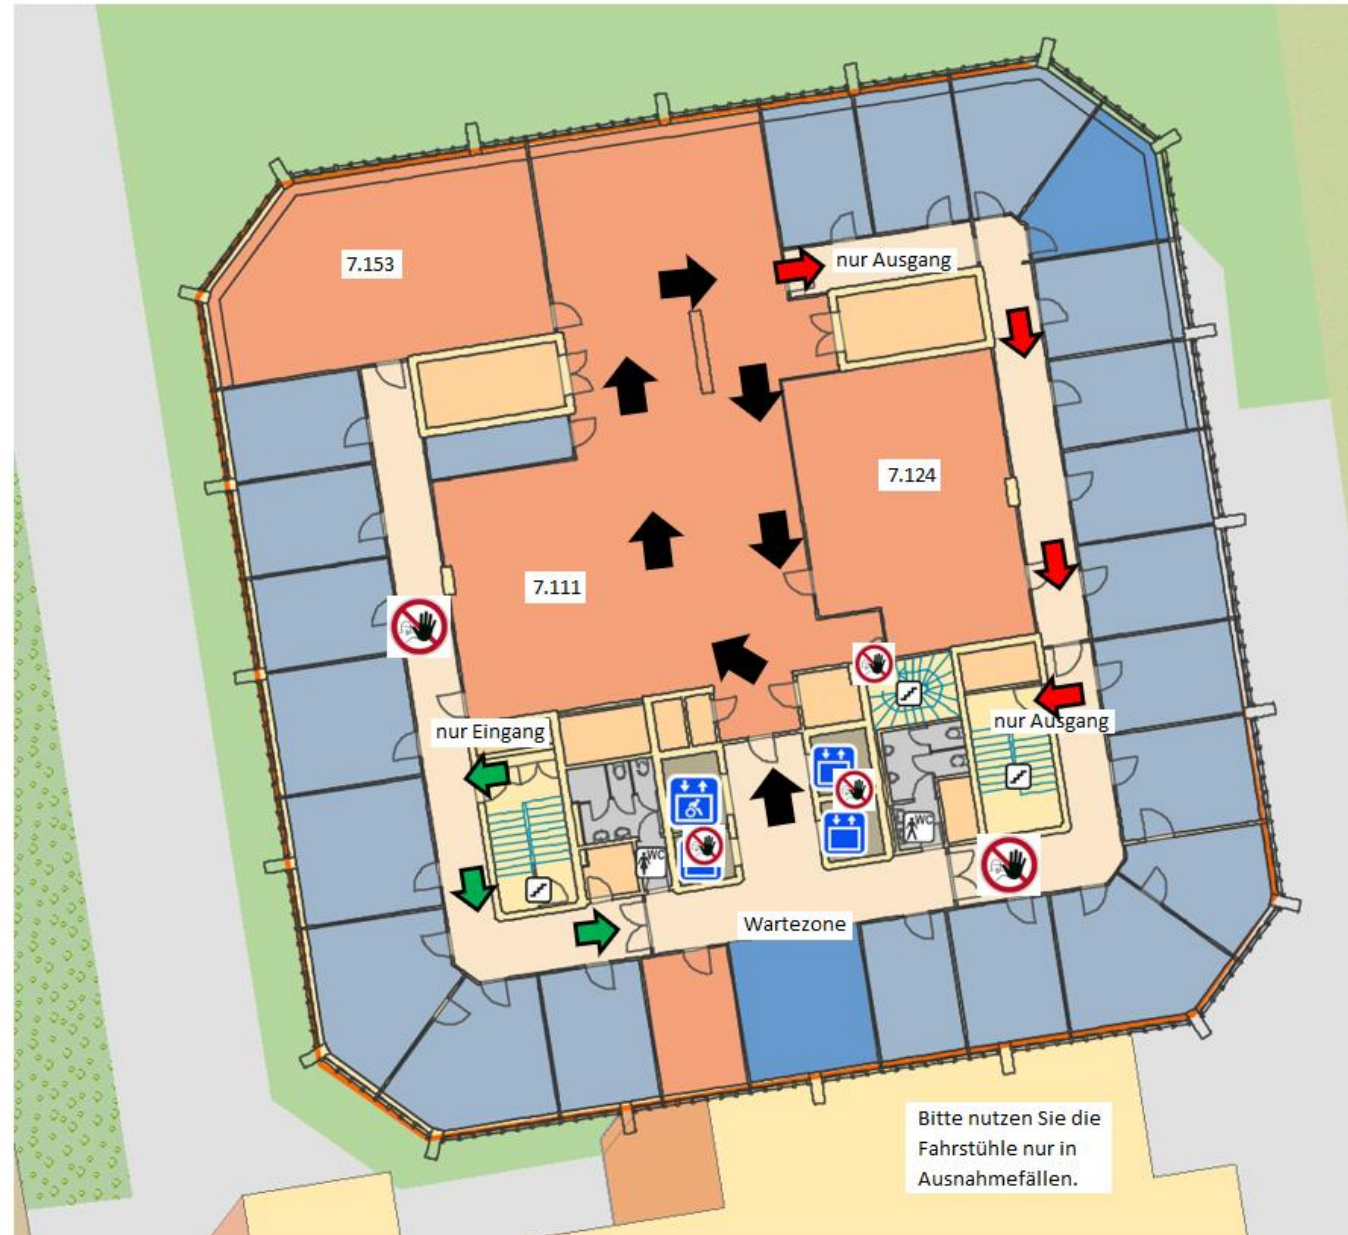 7.153
nur Ausgang
7.124
7.111
nur Eingang
nur Ausgang
WC
WC
Wartezone
Bitte nutzen Sie die
Fahrstühle nur in
Ausnahmefällen.